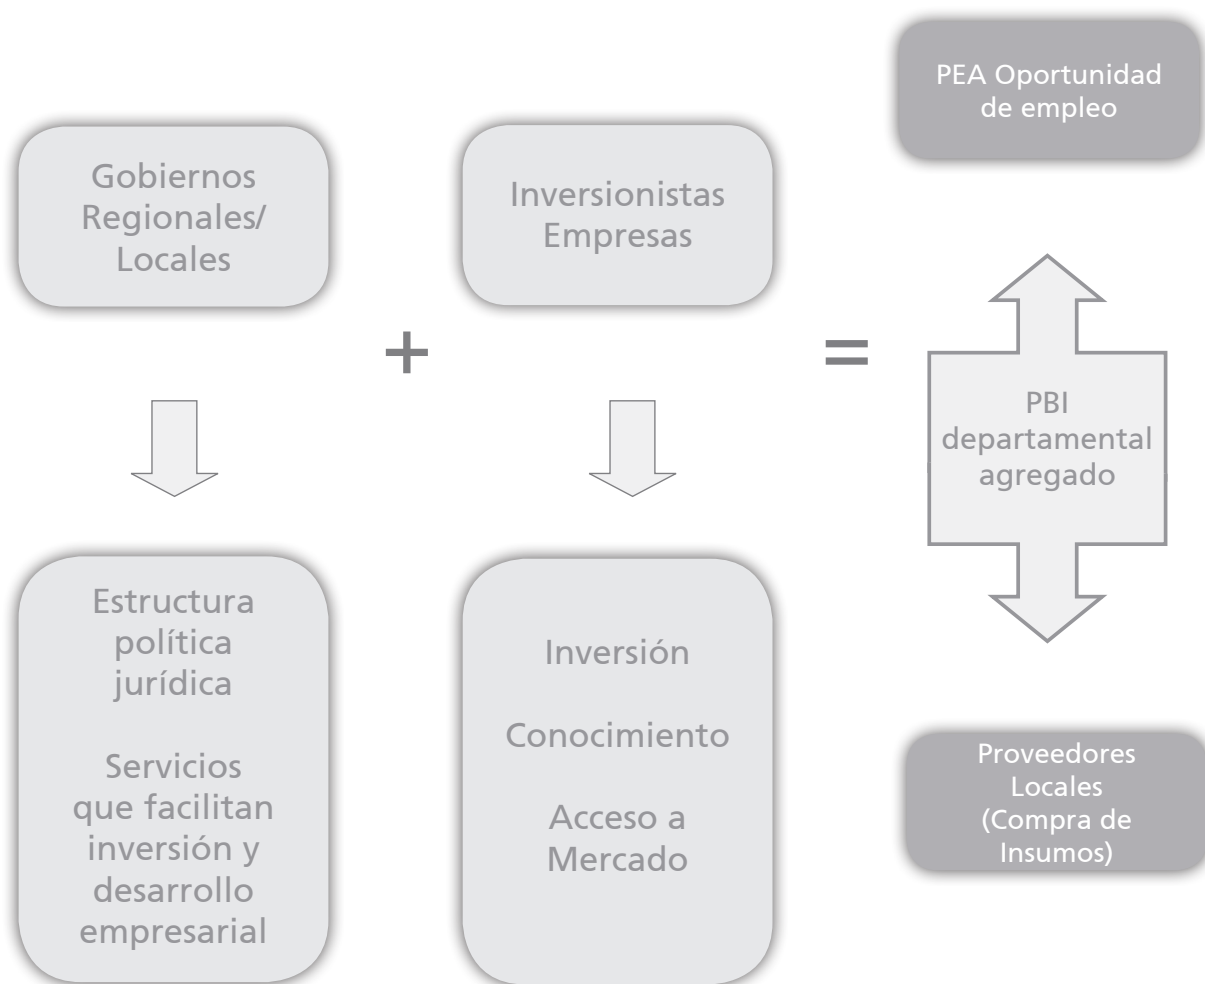 Gobiernos
Regionales/
Locales
+
Inversionistas
Empresas
=
PEA Oportunidad
de empleo
PBI
departamental
agregado
Estructura
política
jurídica
Servicios
que facilitan
inversión y
desarrollo
empresarial
Inversión
Conocimiento
Acceso a
Mercado
Proveedores
Locales
(Compra de
Insumos)